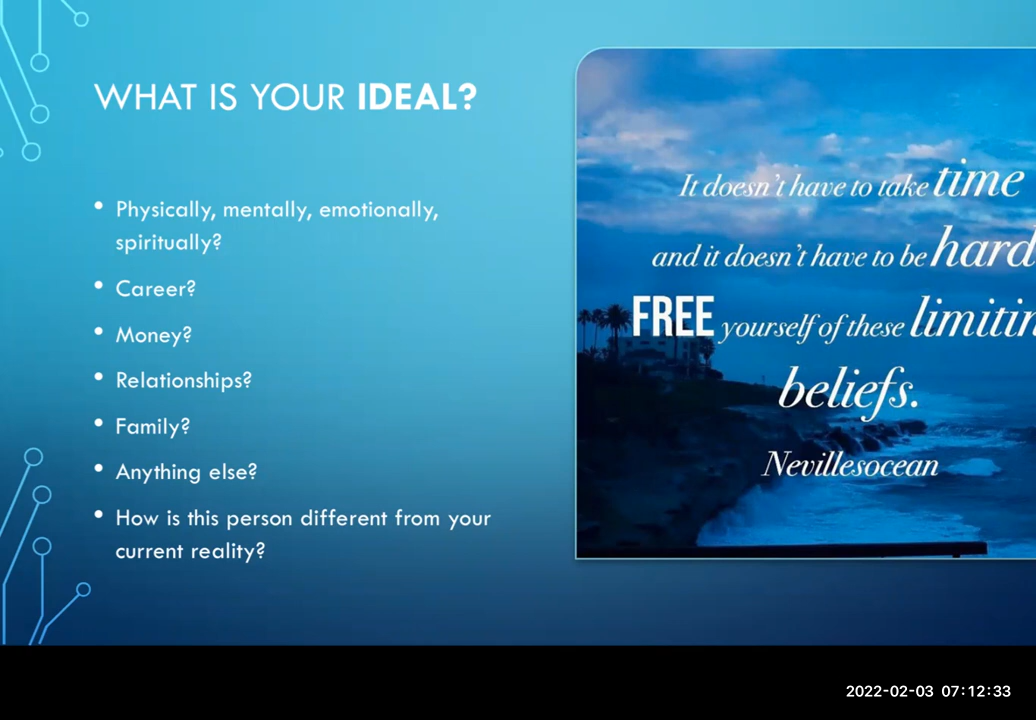 WHAT IS YOUR IDEAL?
• Physically, mentally, emotionally,
spiritually?
• Career?
• Money?
• Relationships?
• Family?
• Anything else?
• How is this person different from your
current reality?
It doesn't have to take time
and it doesn't have to be hard
FREE yourself of these
beliefs.
Nevillesocean
2022-02-03 07:12:33